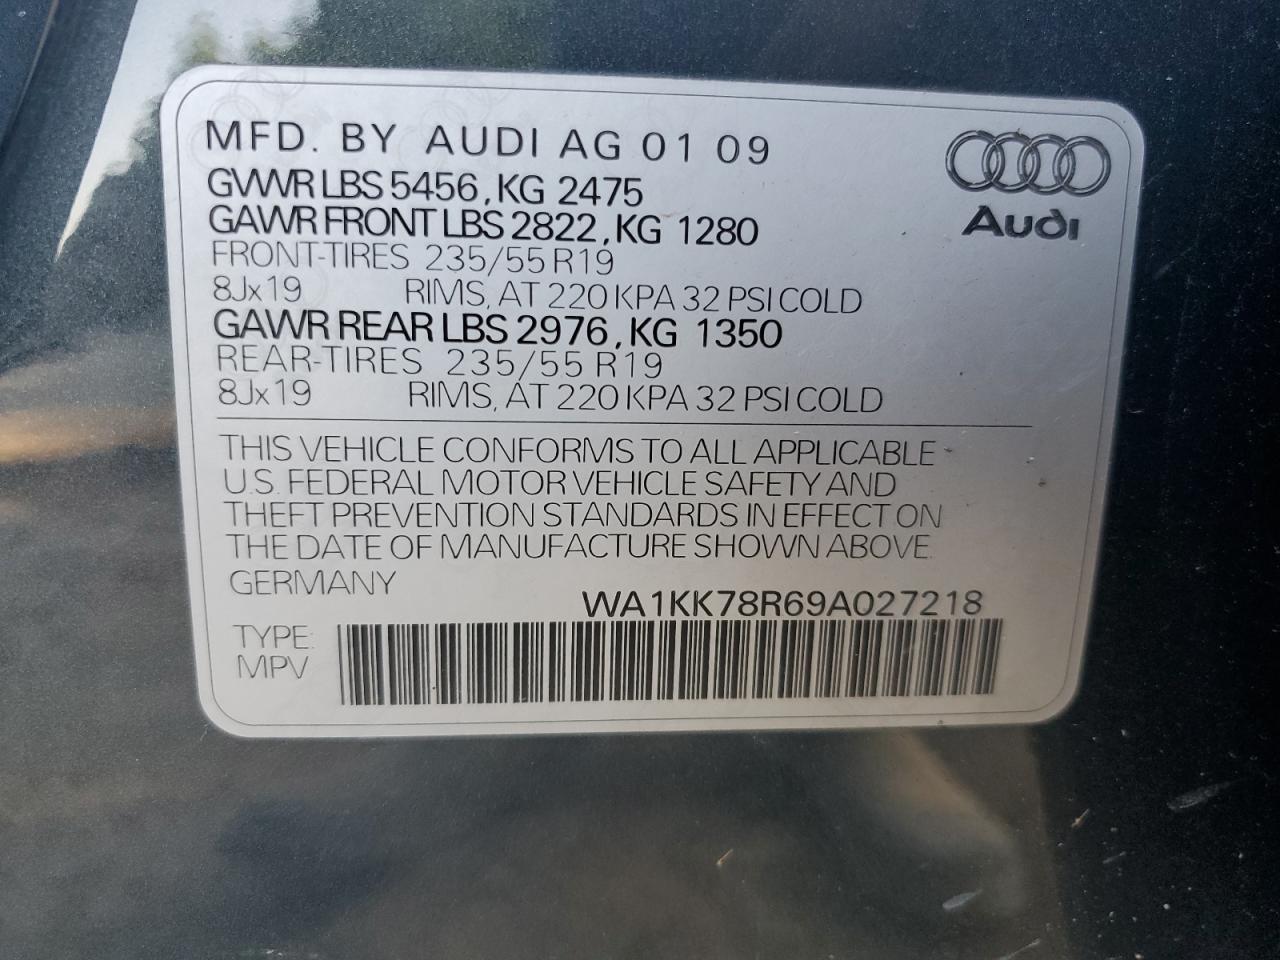 MFD. BY AUDI AG 01 09
GVWR LBS 5456, KG 2475
GAWR FRONT LBS 2822, KG 1280
FRONT-TIRES 235/55 R19
8Jx19 RIMS, AT 220 KPA 32 PSI COLD
GAWR REAR LBS 2976, KG 1350
REAR-TIRES 235/55 R19
8Jx19 RIMS, AT 220 KPA 32 PSI COLD
Audi
THIS VEHICLE CONFORMS TO ALL APPLICABLE
U.S. FEDERAL MOTOR VEHICLE SAFETY AND
THEFT PREVENTION STANDARDS IN EFFECT ON
THE DATE OF MANUFACTURE SHOWN ABOVE.
GERMANY
WA1KK78R69A027218
TYPE:
MPV